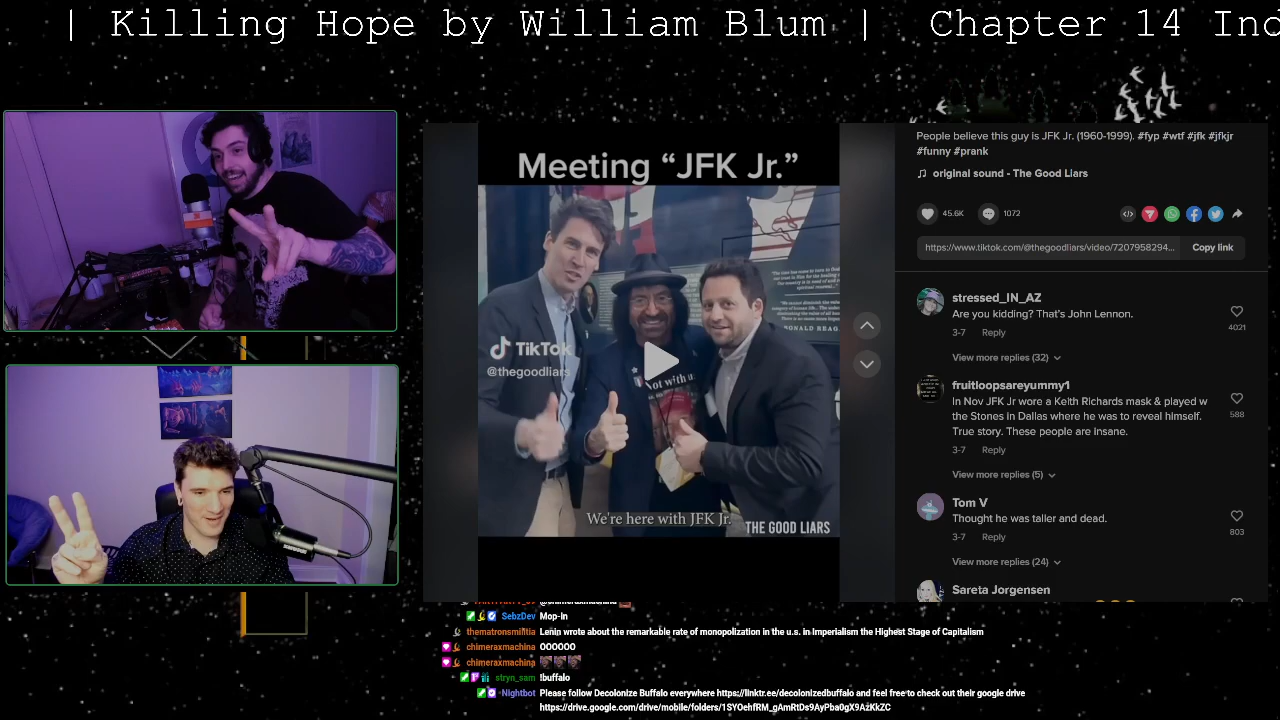 | Killing Hope by William Blum | Chapter 14 Ind
People believe this guy is JFK Jr. (1960-1999). #fyp #wtf #jfk #jfkjr
#funny #prank
original sound - The Good Liars
45.6K 1072
https://www.tiktok.com/@thegoodliars/video/7207958294... Copy link
Meeting “JFK Jr.”
RONALD REAG
TikTok
@thegoodliars
Not with
We're here with JFK Jr.
THE GOOD LIARS
stressed_IN_AZ
Are you kidding? That's John Lennon.
4021
3-7 Reply
View more replies (32)
fruitloopsareyummy1
In Nov JFK Jr wore a Keith Richards mask & played w
the Stones in Dallas where he was to reveal himself.
True story. These people are insane.
588
3-7 Reply
View more replies (5)
Tom V
Thought he was taller and dead.
803
3-7 Reply
View more replies (24)
Sareta Jorgensen
SebzDev Mop-In
thematronsmilitia Lenin wrote about the remarkable rate of monopolization in the u.s. in Imperialism the Highest Stage of Capitalism
chimeraxmachina OOOOOO
chimeraxmachina
stryn_sam !buffalo
Nightbot Please follow Decolonize Buffalo everywhere https://linktr.ee/decolonizedbuffalo and feel free to check out their google drive
https://drive.google.com/drive/mobile/folders/1SYOehfRM_gAmRtDs9AyPba0gX9AzKkZC